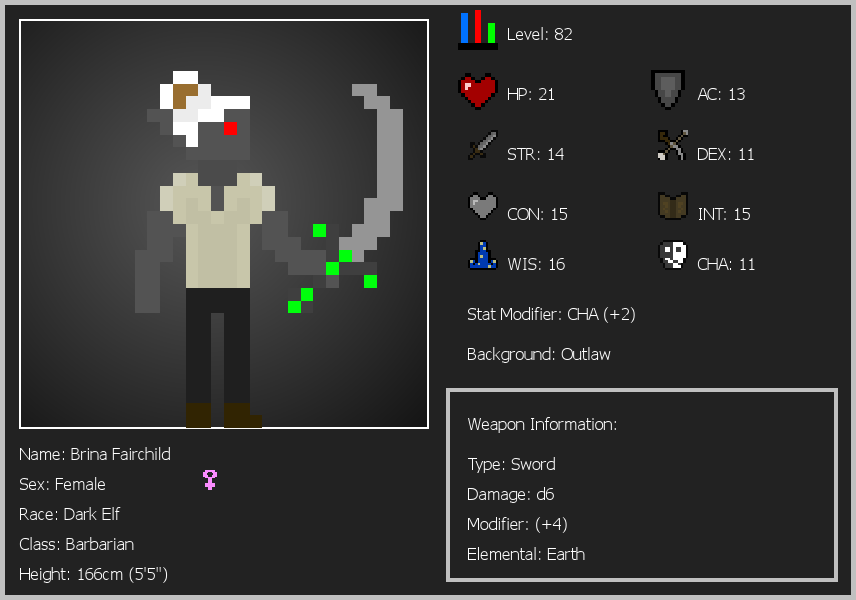 Level: 82
HP: 21
AC: 13
STR: 14
DEX: 11
CON: 15
INT: 15
WIS: 16
CHA: 11
Stat Modifier: CHA (+2)
Background: Outlaw
Weapon Information:
Type: Sword
Damage: d6
Modifier: (+4)
Elemental: Earth
Name: Brina Fairchild
Sex: Female
Race: Dark Elf
Class: Barbarian
Height: 166cm (5'5")